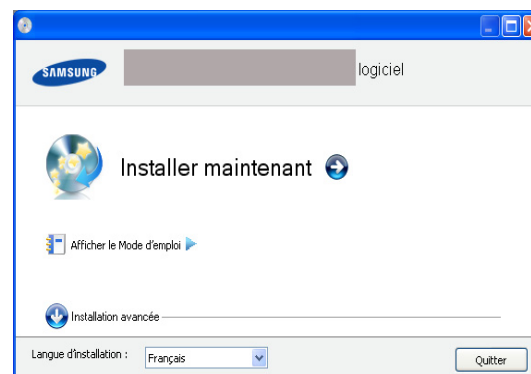 SAMSUNG
logiciel
Installer maintenant
Afficher le Mode d'emploi
Installation avancée
Langue d'installation :
Français
Quitter